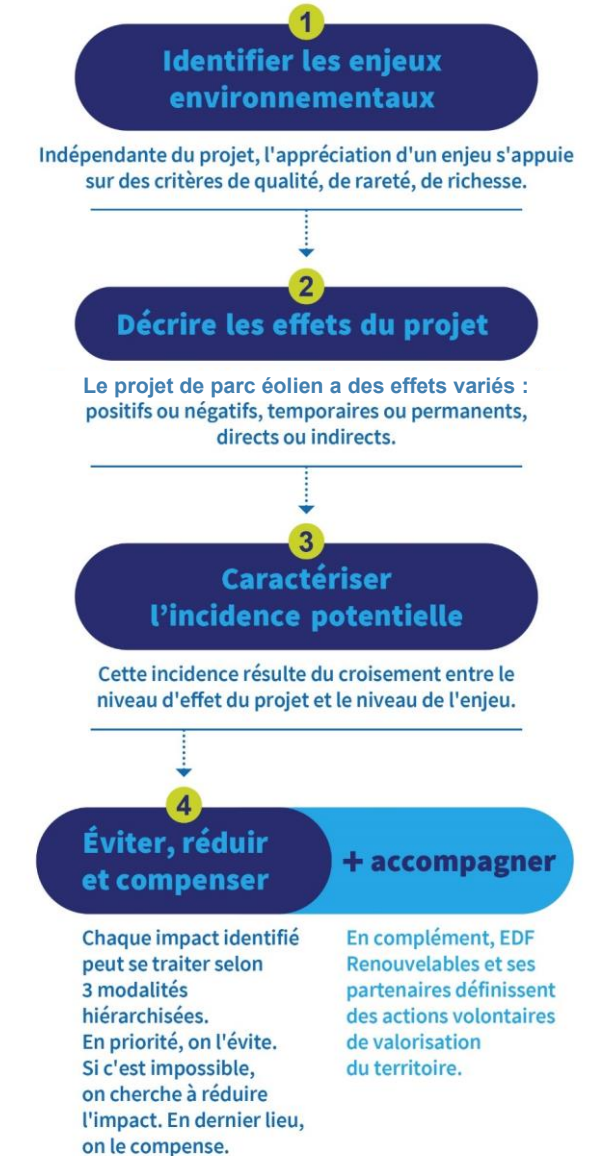 1
Identifier les enjeux
environnementaux
Indépendante du projet, l'appréciation d'un enjeu s'appuie
sur des critères de qualité, de rareté, de richesse.
2
Décrire les effets du projet
Le projet de parc éolien a des effets variés :
positifs ou négatifs, temporaires ou permanents,
directs ou indirects.
3
Caractériser
l'incidence potentielle
Cette incidence résulte du croisement entre le
niveau d'effet du projet et le niveau de l'enjeu.
4
Éviter, réduire
et compenser
+ accompagner
Chaque impact identifié
peut se traiter selon
3 modalités
hiérarchisées.
En priorité, on l'évite.
Si c'est impossible,
on cherche à réduire
l'impact. En dernier lieu,
on le compense.
En complément, EDF
Renouvelables et ses
partenaires définissent
des actions volontaires
de valorisation
du territoire.